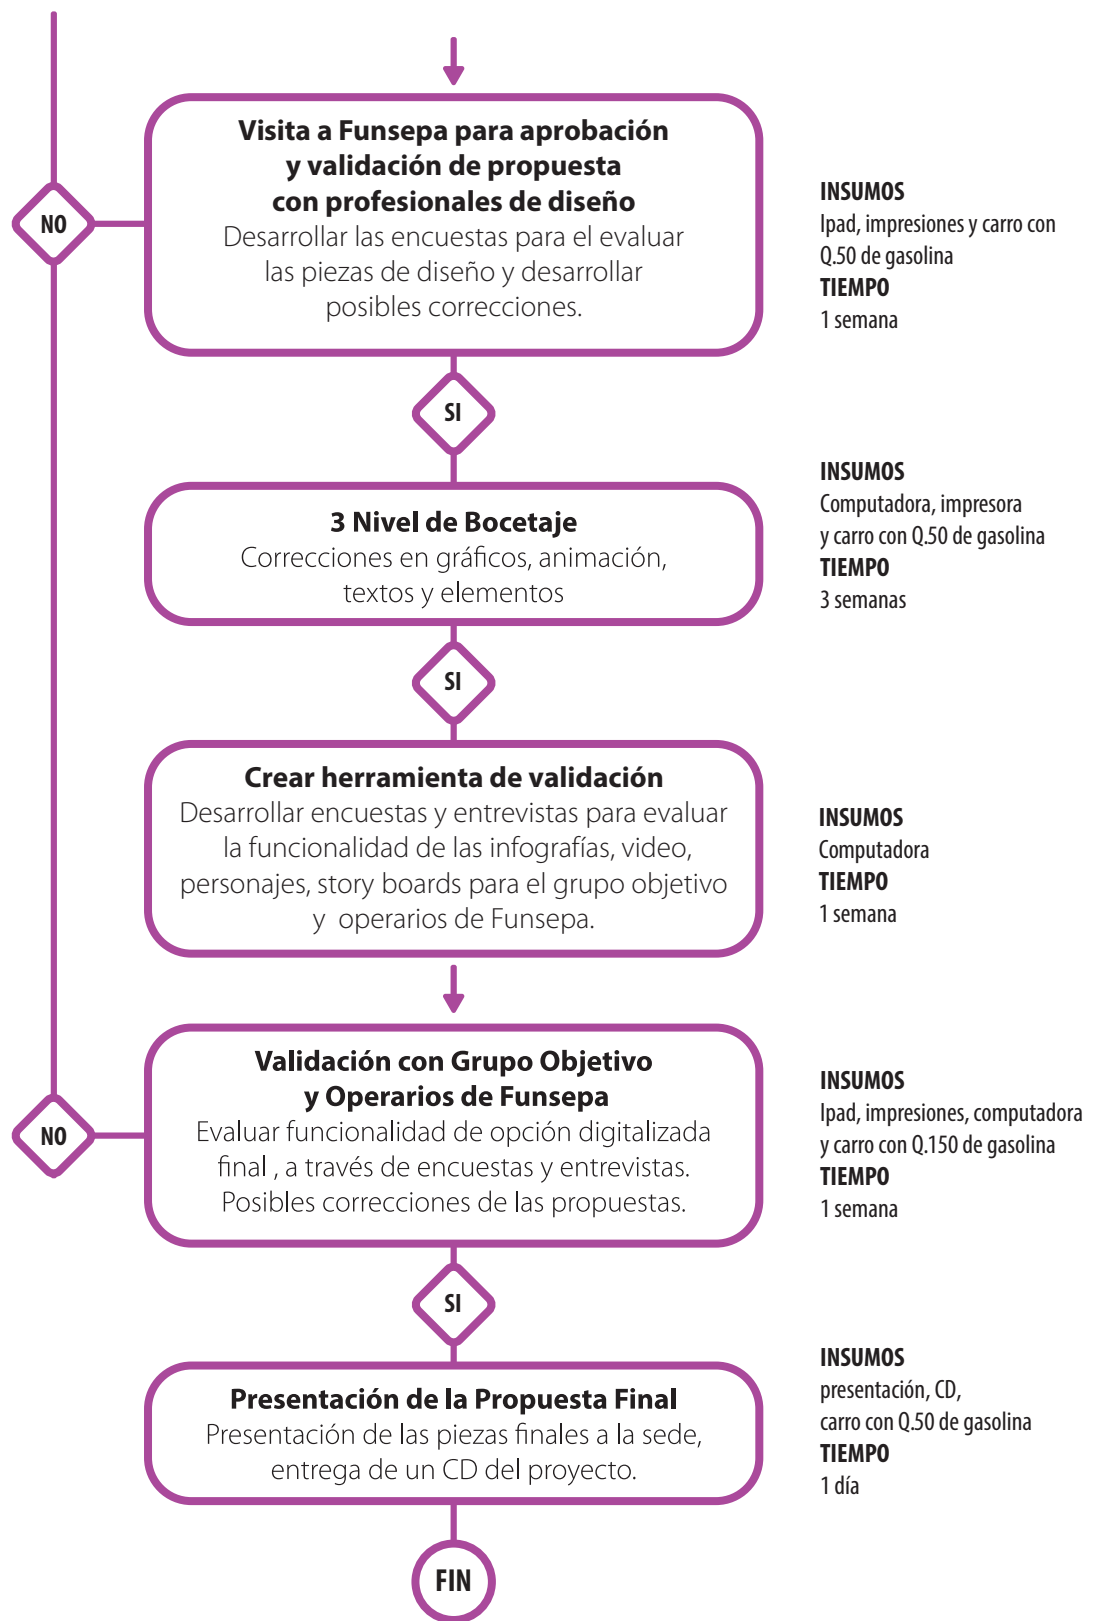 Visita a Funsepa para aprobación
y validación de propuesta
con profesionales de diseño
Desarrollar las encuestas para el evaluar
las piezas de diseño y desarrollar
posibles correcciones.
NO
INSUMOS
Ipad, impresiones y carro con
Q.50 de gasolina
TIEMPO
1 semana
SI
3 Nivel de Bocetaje
Correcciones en gráficos, animación,
textos y elementos
INSUMOS
Computadora, impresora
y carro con Q.50 de gasolina
TIEMPO
3 semanas
SI
Crear herramienta de validación
Desarrollar encuestas y entrevistas para evaluar
la funcionalidad de las infografías, video,
personajes, story boards para el grupo objetivo
y operarios de Funsepa.
INSUMOS
Computadora
TIEMPO
1 semana
Validación con Grupo Objetivo
y Operarios de Funsepa
Evaluar funcionalidad de opción digitalizada
final , a través de encuestas y entrevistas.
Posibles correcciones de las propuestas.
NO
INSUMOS
Ipad, impresiones, computadora
y carro con Q.150 de gasolina
TIEMPO
1 semana
SI
Presentación de la Propuesta Final
Presentación de las piezas finales a la sede,
entrega de un CD del proyecto.
INSUMOS
presentación, CD,
carro con Q.50 de gasolina
TIEMPO
1 día
FIN